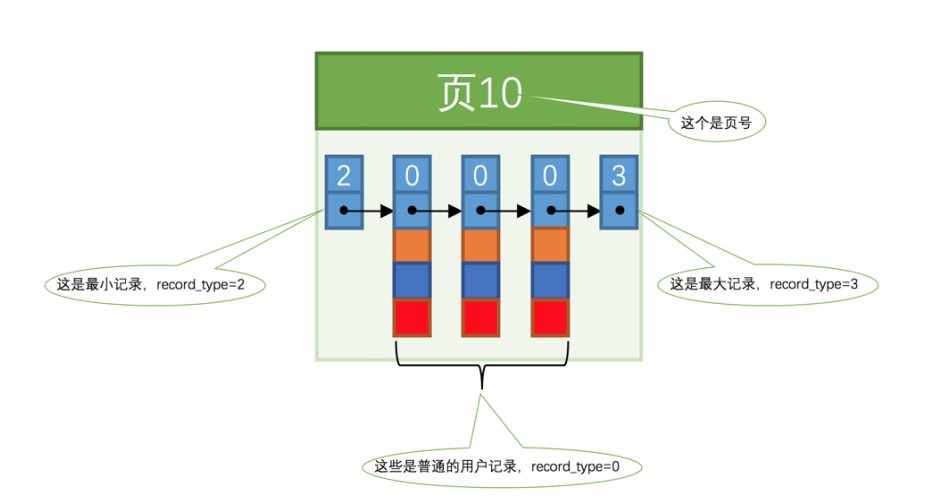 页10
这个是页号
2 0 0 0 3
这是最小记录，record_type=2
这是最大记录，record_type=3
这些是普通的用户记录，record_type=0